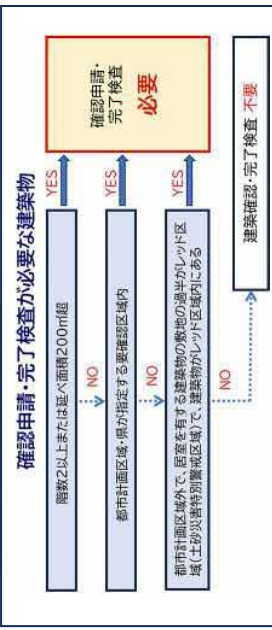 確認申請・完了検査が必要な建築物
階数2以上または延べ面積200㎡超
YES
NO
都市計画区域・県が指定する要確認区域内
YES
NO
都市計画区域外で、居室を有する建築物の敷地の過半がレッド区
域(土砂災害特別警戒区域)で、建築物がレッド区域内にある
YES
NO
確認申請・
完了検査
必要
建築確認・完了検査 不要